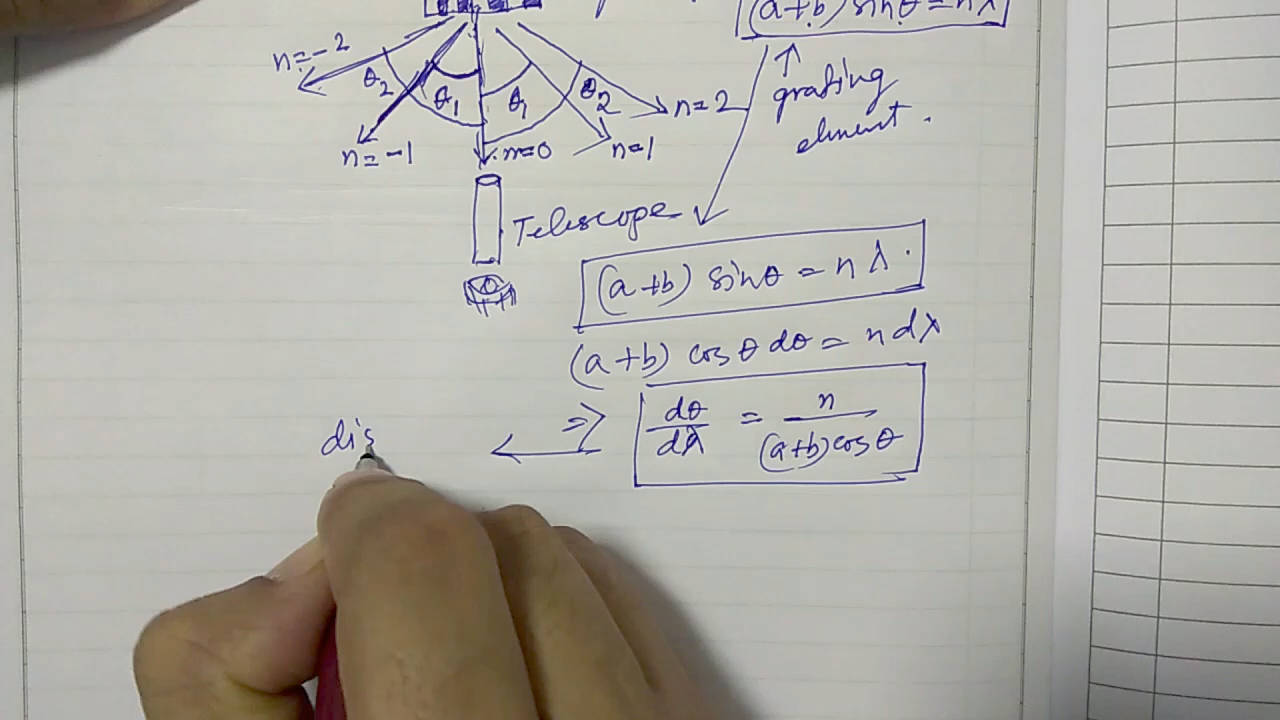 (a+b) sinθ = nλ
n=-2
θ2
θ1
θ1
θ2
n=2
grating
element.
n=-1
n=0
n=1
Telescope
(a+b) sinθ = nλ.
(a+b) cosθ dθ = n dλ
⇒ dθ/dλ = n/(a+b)cosθ
dis